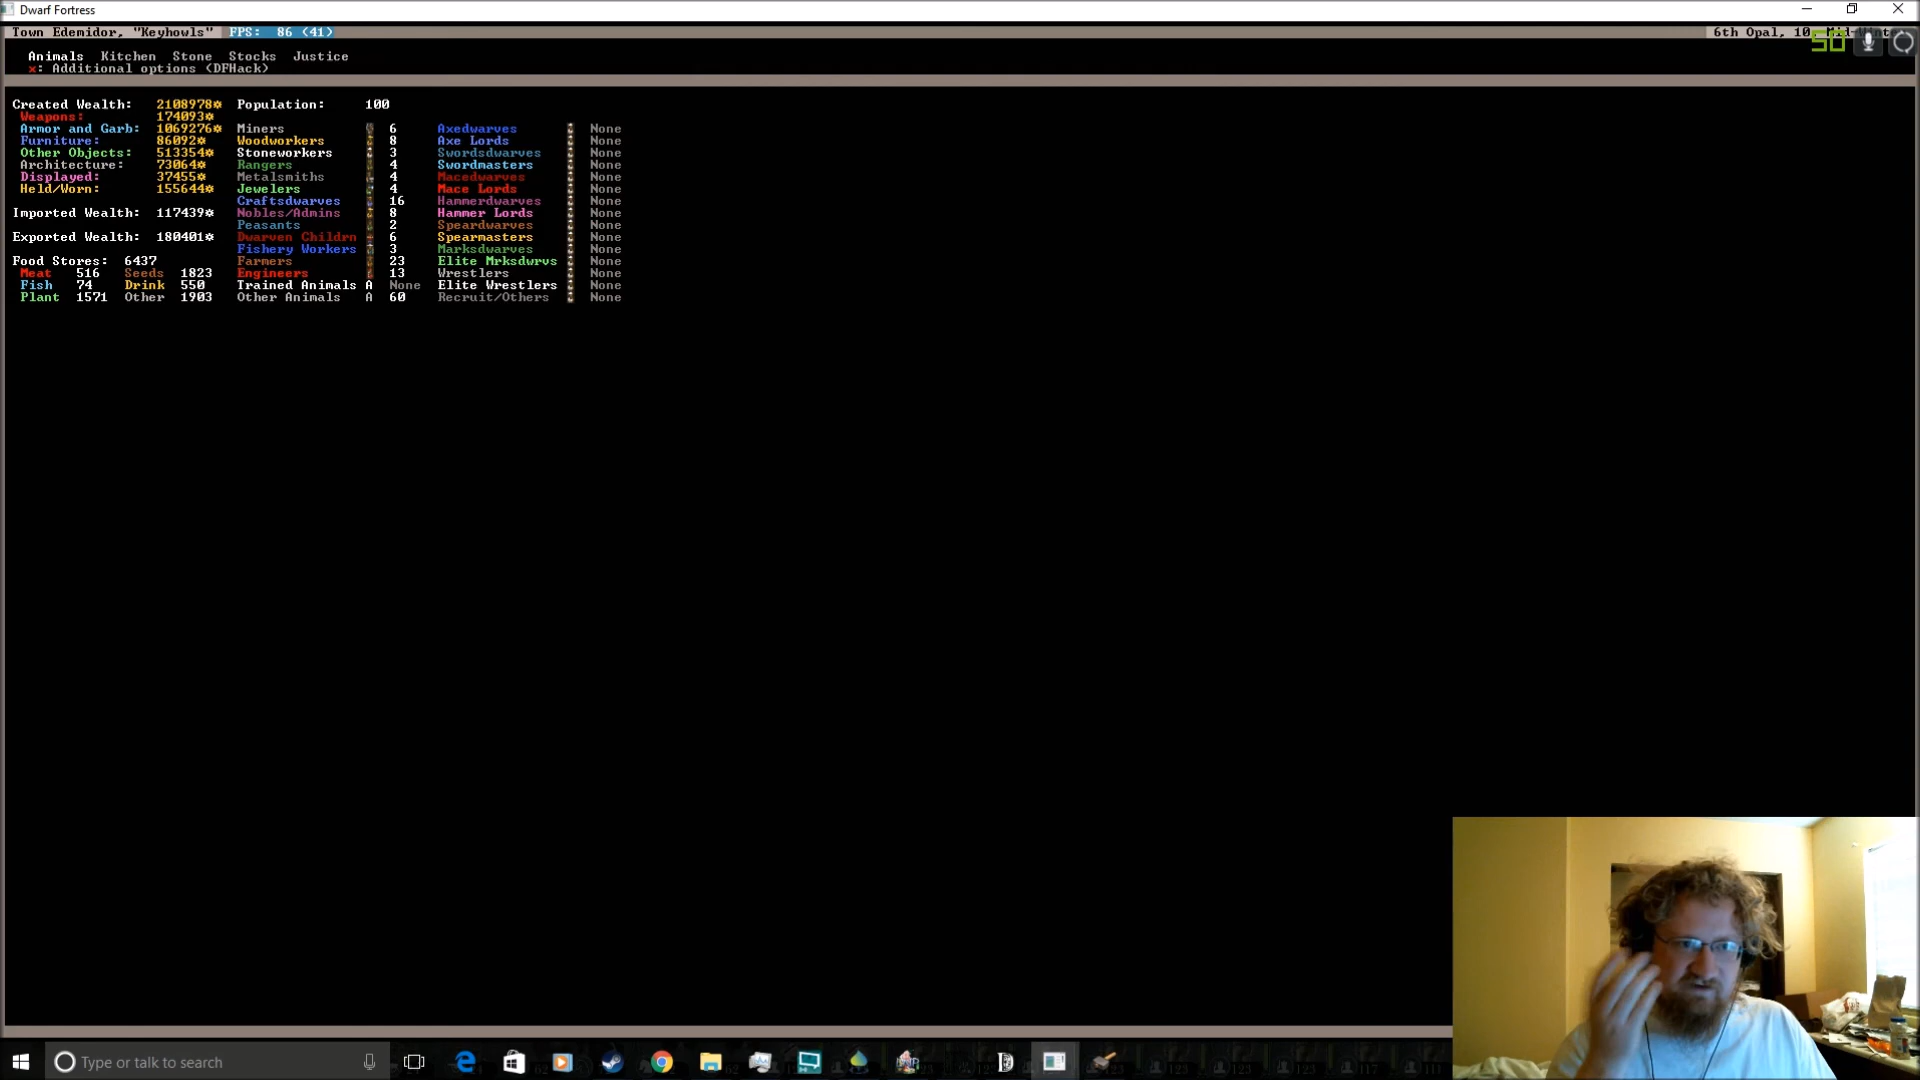 Dwarf Fortress
Town Edemidor, "Keyhowls" FPS: 86 (41) 6th Opal, 10
50
Animals Kitchen Stone Stocks Justice
x: Additional options (DFHack)
Created Wealth: 2108978☼ Population: 100
Weapons: 174093☼
Armor and Garb: 1069276☼ Miners 6 Axedwarves None
Furniture: 86092☼ Woodworkers 8 Axe Lords None
Other Objects: 513354☼ Stoneworkers 3 Swordsdwarves None
Architecture: 73064☼ Rangers 4 Swordmasters None
Displayed: 37455☼ Metalsmiths 4 Macedwarves None
Held/Worn: 155644☼ Jewelers 4 Mace Lords None
Craftsdwarves 16 Hammerdwarves None
Imported Wealth: 117439☼ Nobles/Admins 8 Hammer Lords None
Peasants 2 Speardwarves None
Exported Wealth: 180401☼ Dwarven Childrn 6 Spearmasters None
Fishery Workers 3 Marksdwarves None
Food Stores: 6437 Farmers 23 Elite Mrksdwrvs None
Meat 516 Seeds 1823 Engineers 13 Wrestlers None
Fish 74 Drink 550 Trained Animals A None Elite Wrestlers None
Plant 1571 Other 1903 Other Animals A 60 Recruit/Others None
Type or talk to search